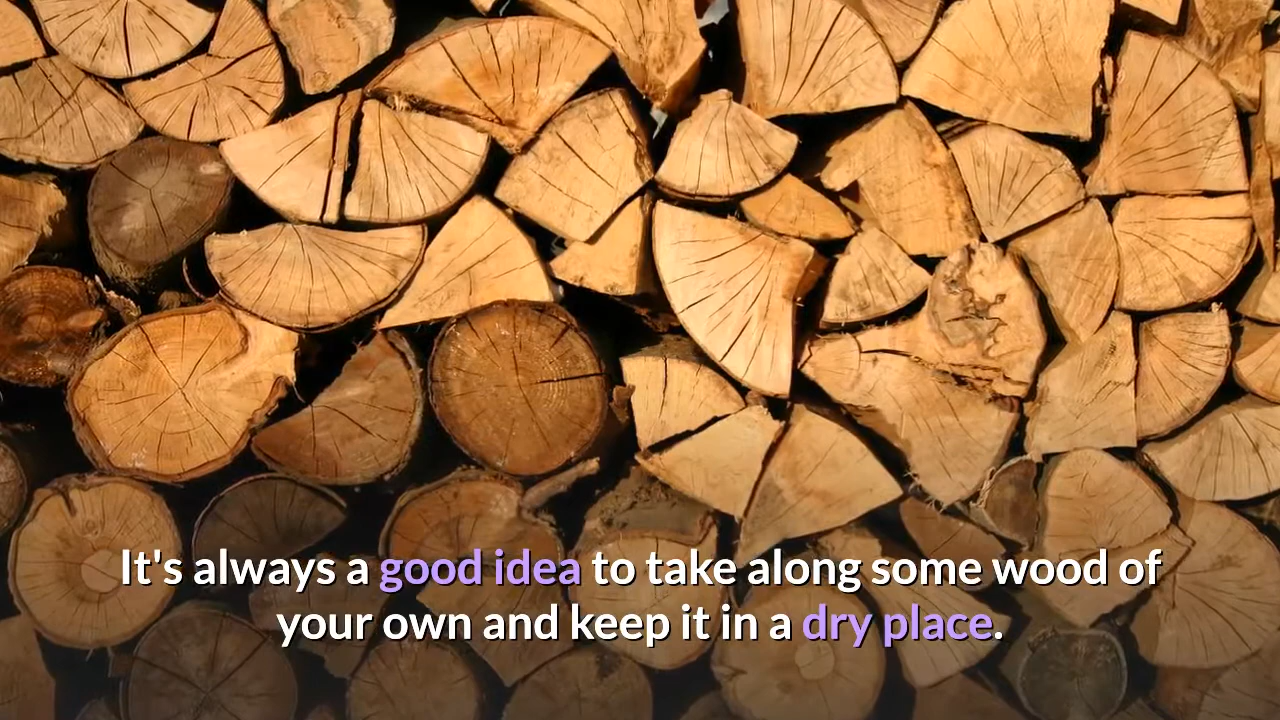 It's always a good idea to take along some wood of
your own and keep it in a dry place.